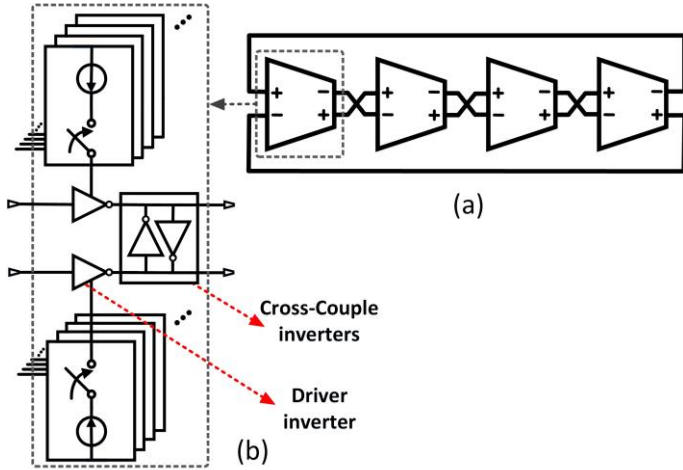 + − + − + − + −
− + − + − + − +
(a)
Cross-Couple
inverters
Driver
inverter
(b)